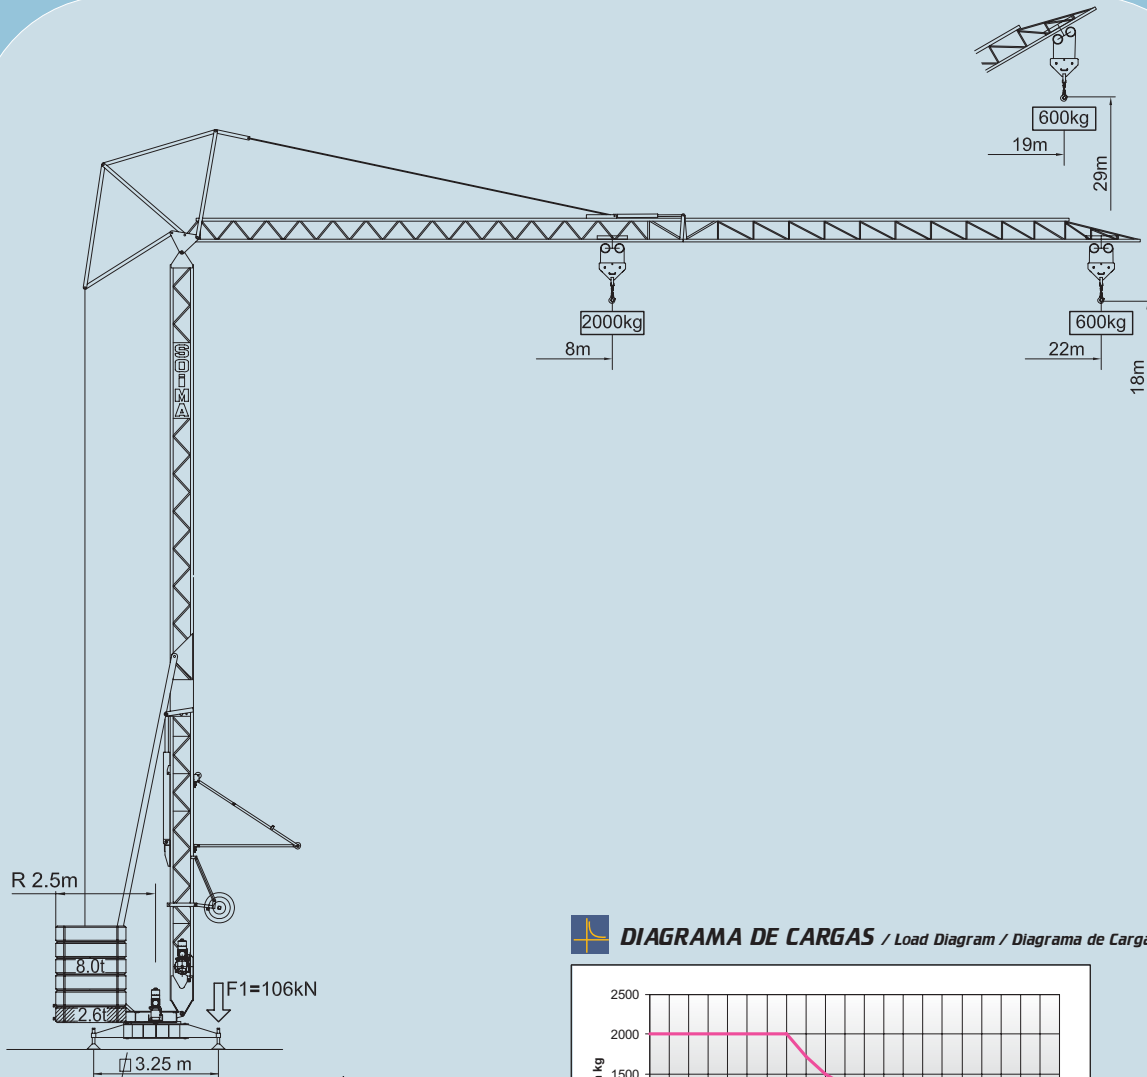 600kg
19m
29m
2000kg
8m
600kg
22m
18m
SOiMA
R 2.5m
8.0t
2.6t
F1=106kN
□ 3.25 m
DIAGRAMA DE CARGAS / Load Diagram / Diagrama de Carga
2500
2000
1500
kg